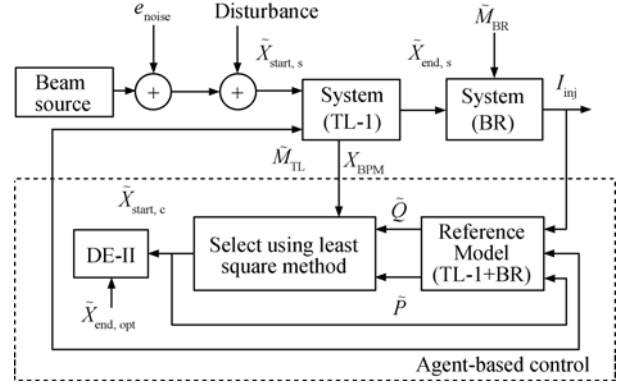 e_noise
Disturbance
M̃_BR
X̃_start, s
X̃_end, s
Beam
source
+
+
System
(TL-1)
System
(BR)
I_inj
M̃_TL
X_BPM
X̃_start, c
Q̃
DE-II
Select using least
square method
Reference
Model
(TL-1+BR)
P̃
X̃_end, opt
Agent-based control